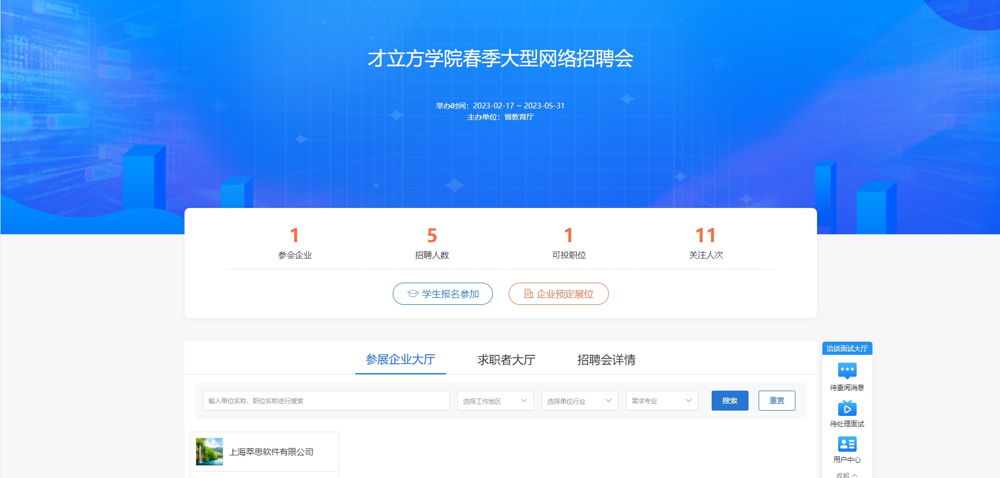 才立方学院春季大型网络招聘会
举办时间：2023-02-17 ~ 2023-05-31
主办单位：省教育厅
1
参会企业
5
招聘人数
1
可投职位
11
关注人次
学生报名参加
企业预定展位
参展企业大厅
求职者大厅
招聘会详情
输入单位名称、职位名称进行搜索
选择工作地区
选择单位行业
需求专业
搜索
重置
上海萃思软件有限公司
洽谈面试大厅
待查阅消息
待处理面试
用户中心
收起